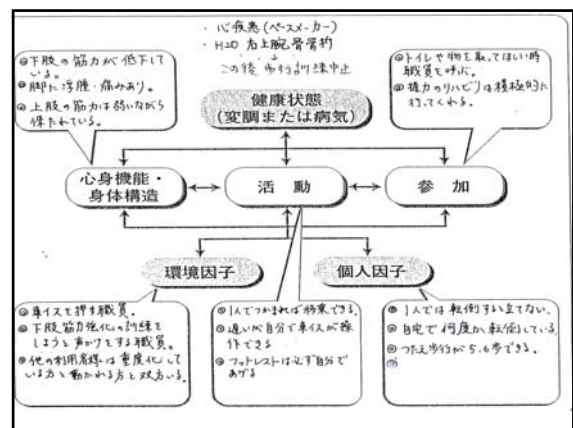 ・心疾患(ペースメーカー)
・H20 右上腕骨骨折
↓
この後 歩行訓練中止
◎下肢の筋力が低下して
いる。
◎脚に浮腫・痛みあり。
◎上肢の筋力は弱いながら
保たれている。
◎トイレや物を取ってほしい時
職員を呼ぶ。
◎握力のリハビリは積極的に
行ってくれる。
健康状態
(変調または病気)
心身機能・
身体構造
活 動
参 加
環境因子
個人因子
◎車イスを押す職員。
◎下肢筋力強化の訓練を
しようと声かけをする職員。
◎他の利用者様は重度化して
いる方と動かれる方と双方いる。
◎1人でつかまれば移乗できる。
◎遅いが自分で車イスが操
作できる
◎フットレストは必ず自分で
あげる
◎1人では転倒すると立てない。
◎自宅で何度か転倒している。
◎つたえ歩行が5.6歩できる。
◎